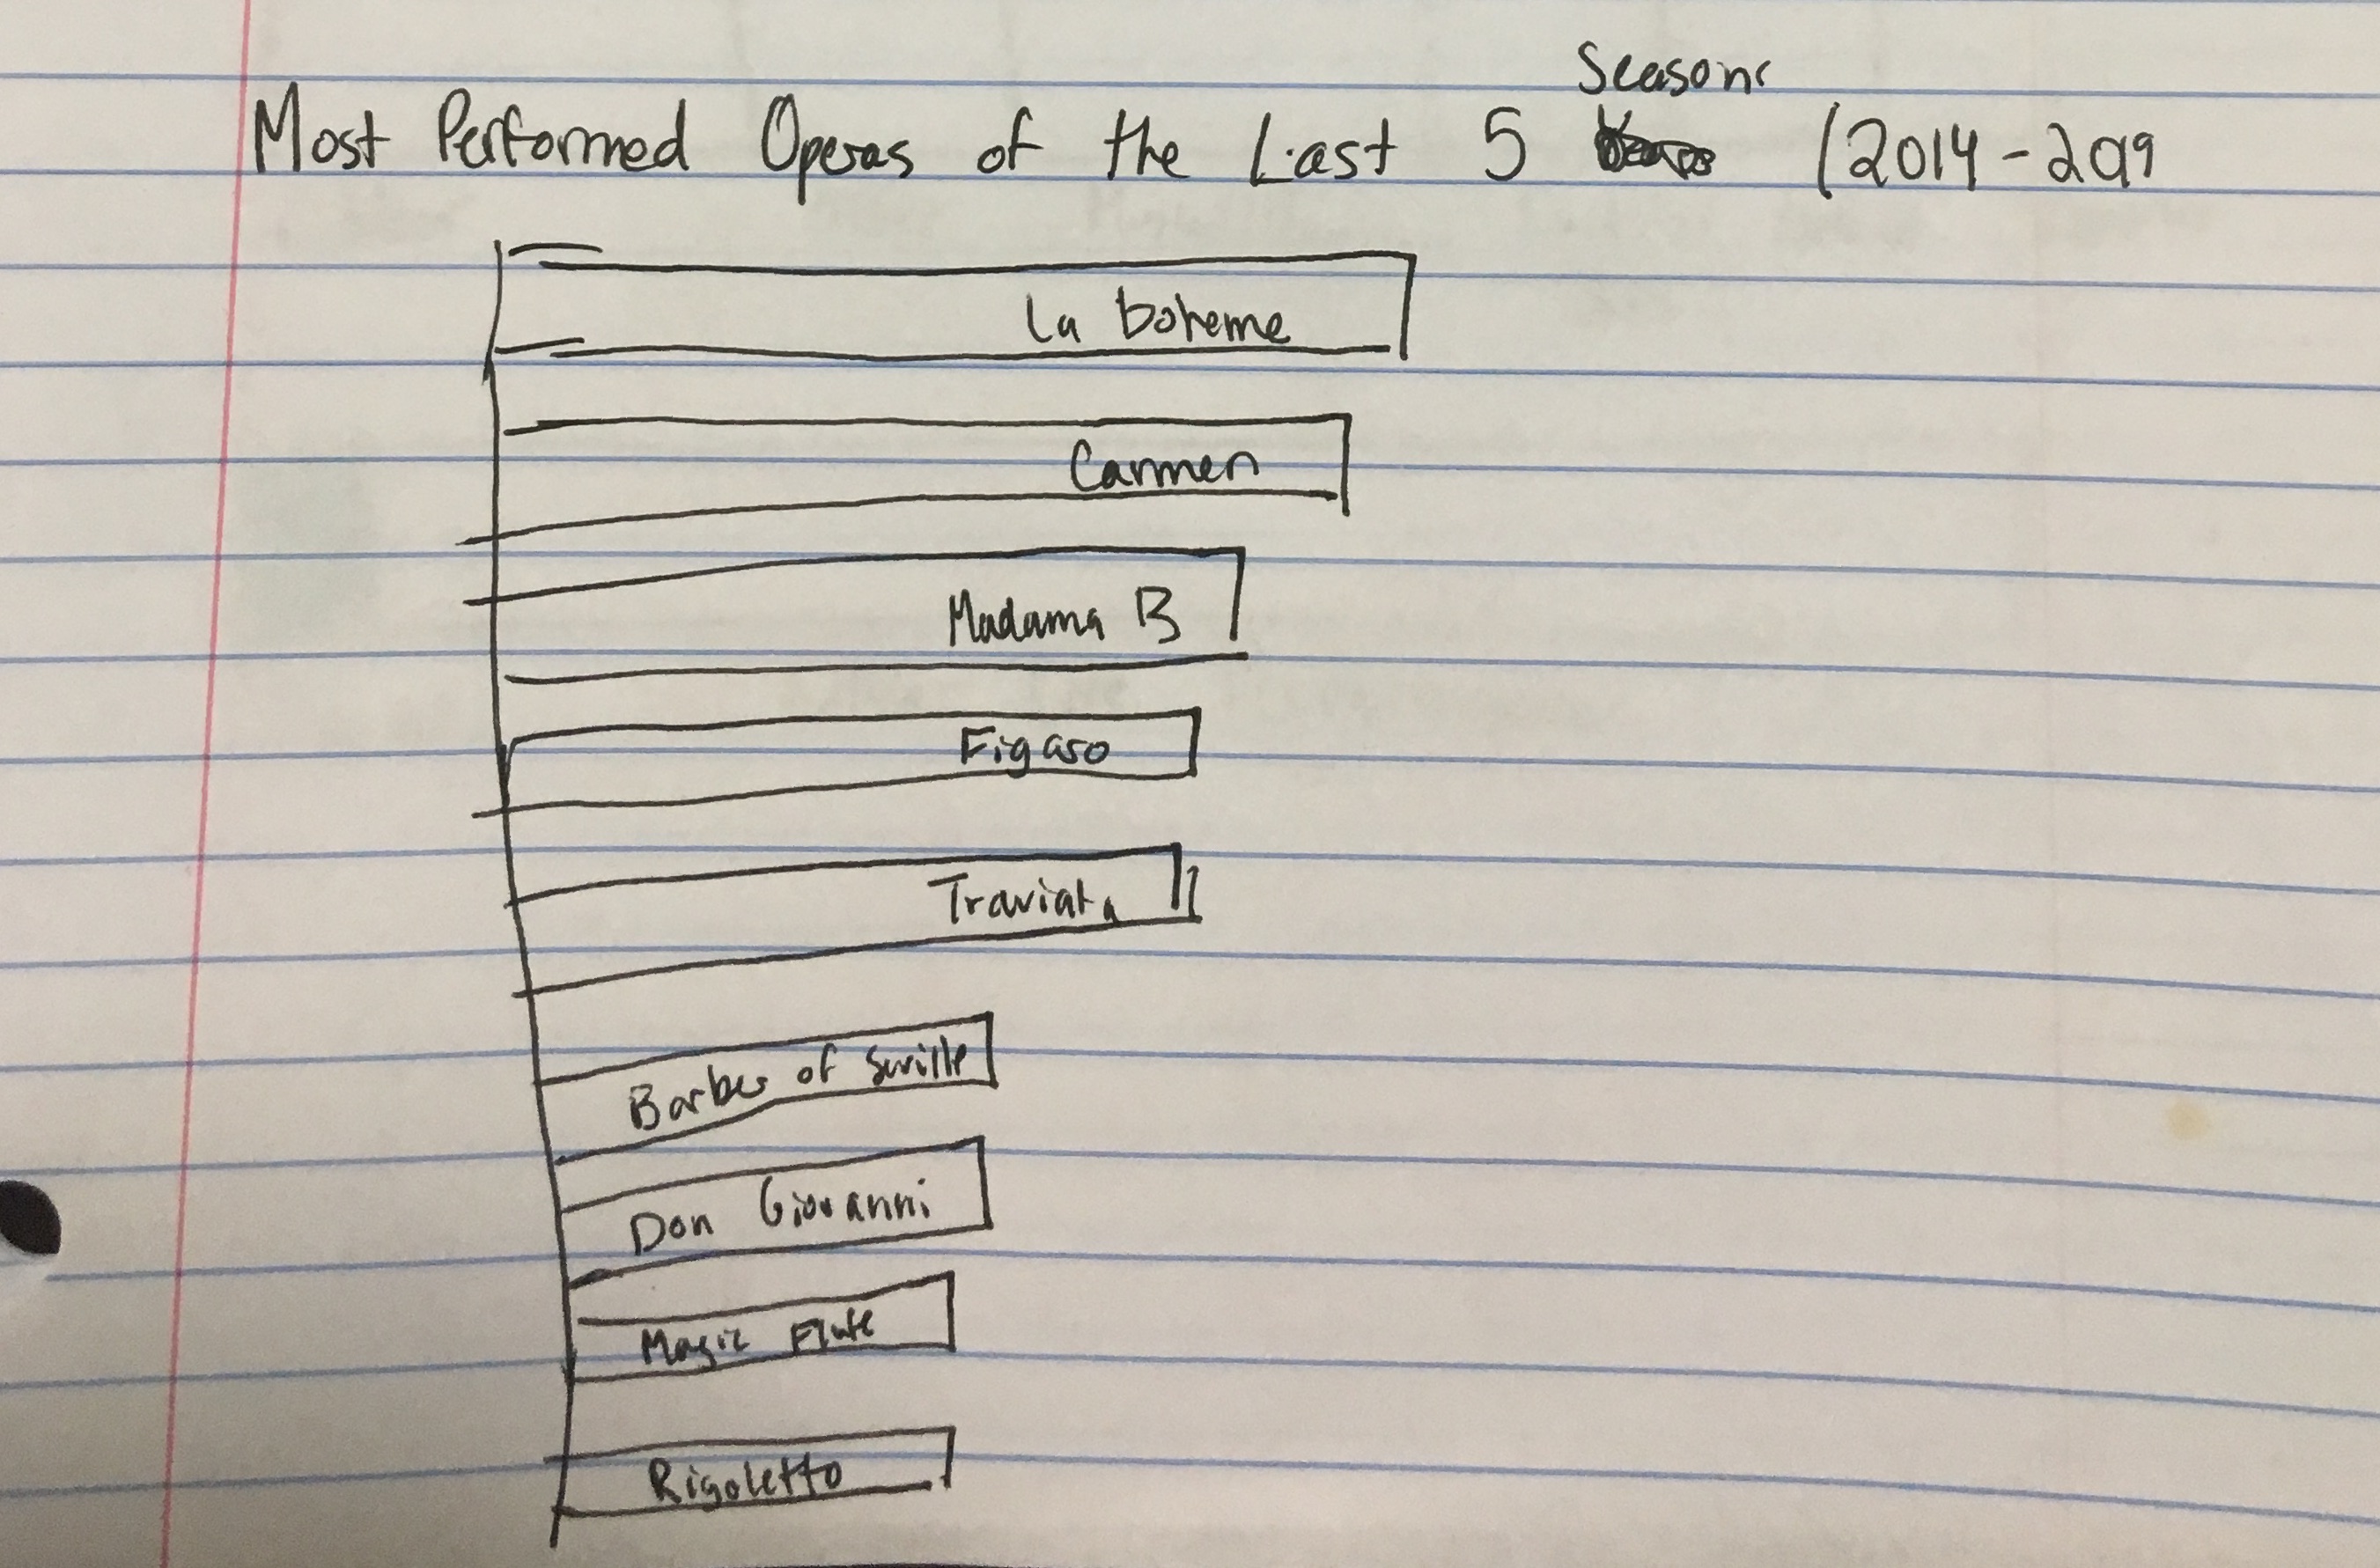 Seasons
Most Performed Operas of the Last 5 (2014-2019
La boheme
Carmen
Madama B
Figaro
Traviata
Barber of Seville
Don Giovanni
Magic Flute
Rigoletto